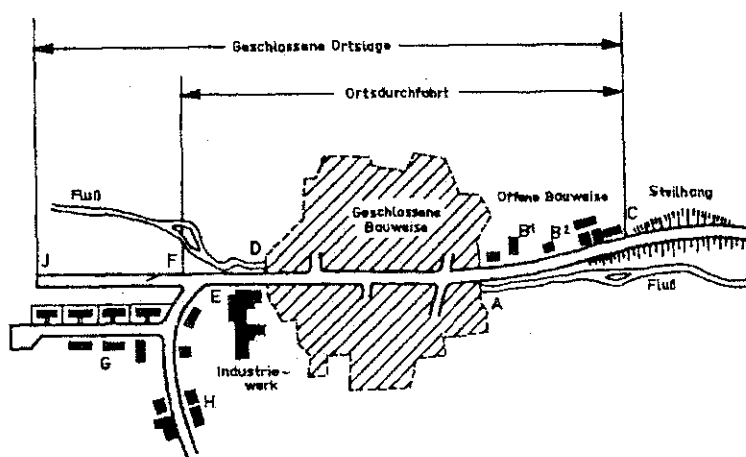 Geschlossene Ortslage
Ortsdurchfahrt
Fluß
Geschlossene
Bauweise
Offene Bauweise
Steilhang
B¹
B²
C
J
F
D
E
A
Fluß
G
H
Industrie-
werk